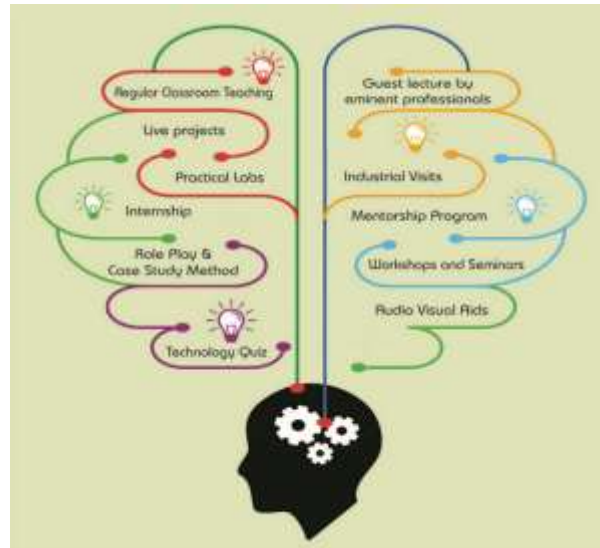 Regular Classroom Teaching
Live projects
Practical Labs
Internship
Role Play &
Case Study Method
Technology Quiz
Guest lecture by
eminent professionals
Industrial Visits
Mentorship Program
Workshops and Seminars
Audio Visual Aids